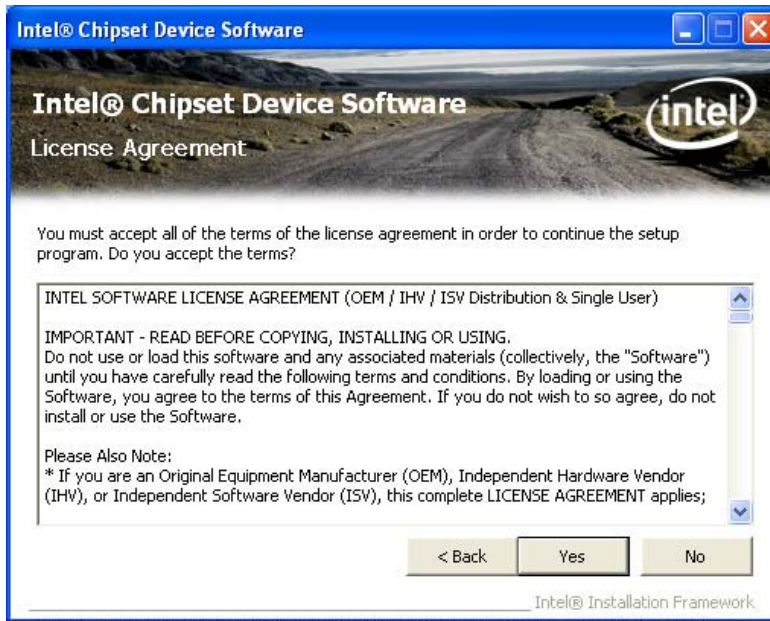 Intel® Chipset Device Software
Intel® Chipset Device Software
intel
License Agreement
You must accept all of the terms of the license agreement in order to continue the setup
program. Do you accept the terms?
INTEL SOFTWARE LICENSE AGREEMENT (OEM / IHV / ISV Distribution & Single User)
IMPORTANT - READ BEFORE COPYING, INSTALLING OR USING.
Do not use or load this software and any associated materials (collectively, the "Software")
until you have carefully read the following terms and conditions. By loading or using the
Software, you agree to the terms of this Agreement. If you do not wish to so agree, do not
install or use the Software.
Please Also Note:
* If you are an Original Equipment Manufacturer (OEM), Independent Hardware Vendor
(IHV), or Independent Software Vendor (ISV), this complete LICENSE AGREEMENT applies;
< Back Yes No
Intel® Installation Framework